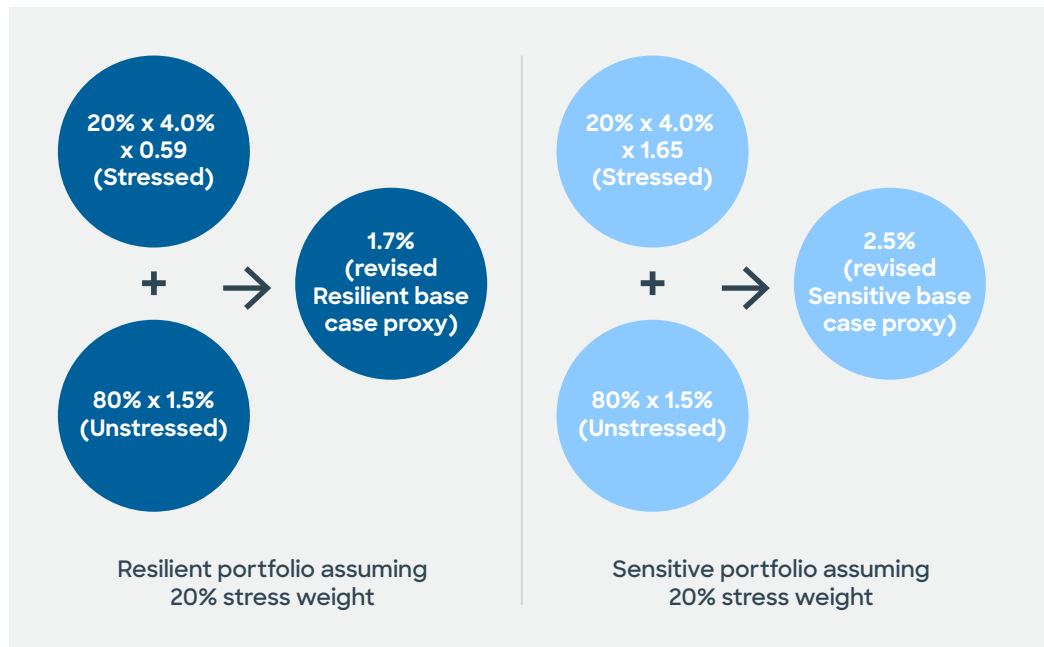 20% x 4.0%
x 0.59
(Stressed)
+
80% x 1.5%
(Unstressed)
1.7%
(revised
Resilient base
case proxy)
Resilient portfolio assuming
20% stress weight
20% x 4.0%
x 1.65
(Stressed)
+
80% x 1.5%
(Unstressed)
2.5%
(revised
Sensitive base
case proxy)
Sensitive portfolio assuming
20% stress weight